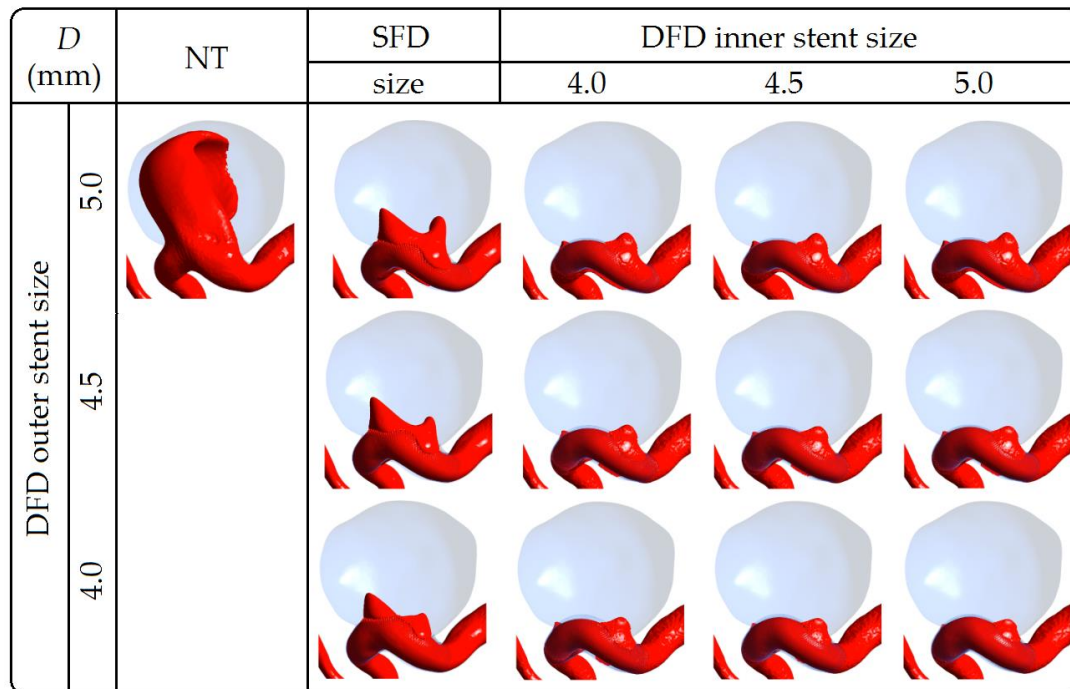 D
(mm)
NT
SFD
DFD inner stent size
size
4.0
4.5
5.0
DFD outer stent size
5.0
4.5
4.0